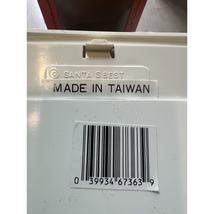 © SANTA'S BEST
MADE IN TAIWAN
0 39934 67363 9